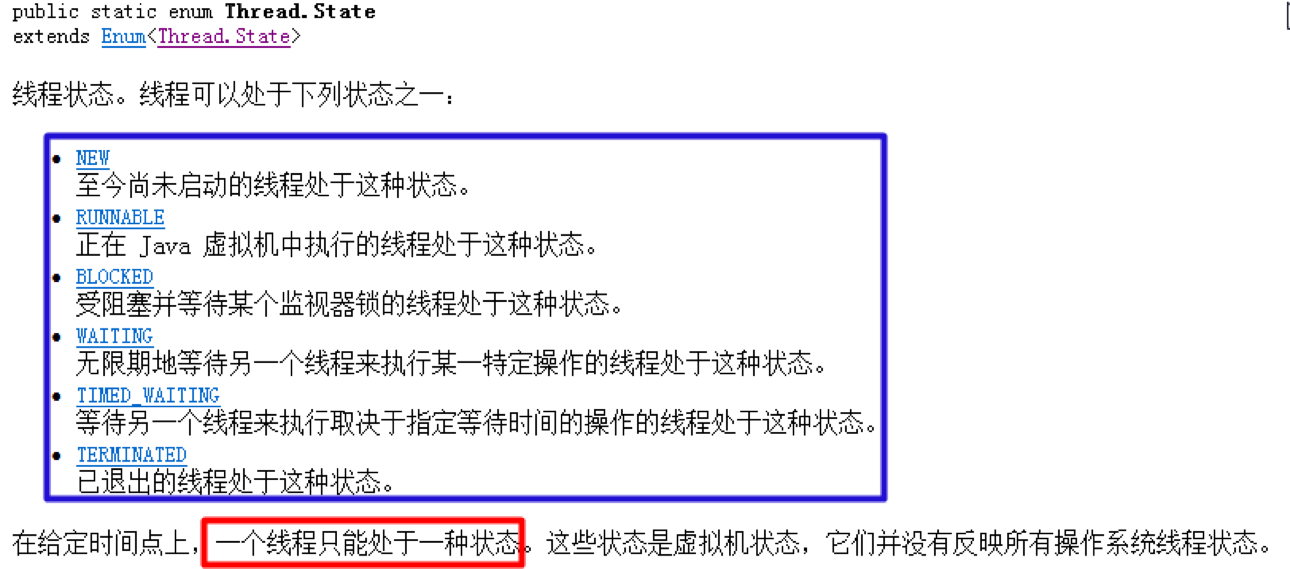 public static enum Thread.State
extends Enum<Thread.State>
线程状态。线程可以处于下列状态之一：
• NEW
至今尚未启动的线程处于这种状态。
• RUNNABLE
正在 Java 虚拟机中执行的线程处于这种状态。
• BLOCKED
受阻塞并等待某个监视器锁的线程处于这种状态。
• WAITING
无限期地等待另一个线程来执行某一特定操作的线程处于这种状态。
• TIMED_WAITING
等待另一个线程来执行取决于指定等待时间的操作的线程处于这种状态。
• TERMINATED
已退出的线程处于这种状态。
在给定时间点上，一个线程只能处于一种状态。这些状态是虚拟机状态，它们并没有反映所有操作系统线程状态。